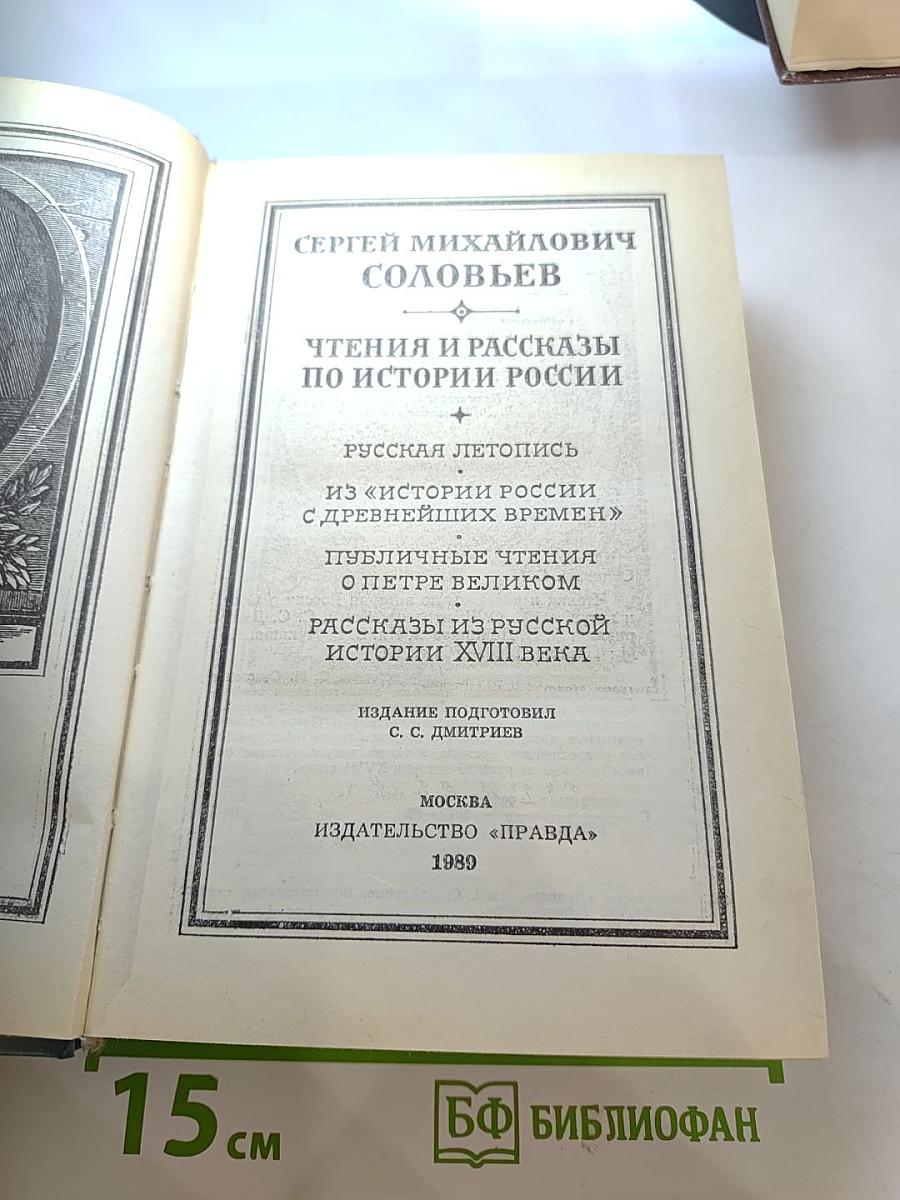 СЕРГЕЙ МИХАЙЛОВИЧ
СОЛОВЬЕВ
ЧТЕНИЯ И РАССКАЗЫ
ПО ИСТОРИИ РОССИИ
РУССКАЯ ЛЕТОПИСЬ
ИЗ «ИСТОРИИ РОССИИ
С ДРЕВНЕЙШИХ ВРЕМЕН»
ПУБЛИЧНЫЕ ЧТЕНИЯ
О ПЕТРЕ ВЕЛИКОМ
РАССКАЗЫ ИЗ РУССКОЙ
ИСТОРИИ XVIII ВЕКА
ИЗДАНИЕ ПОДГОТОВИЛ
С. С. ДМИТРИЕВ
МОСКВА
ИЗДАТЕЛЬСТВО «ПРАВДА»
1989
15 см
БФ БИБЛИОФАН